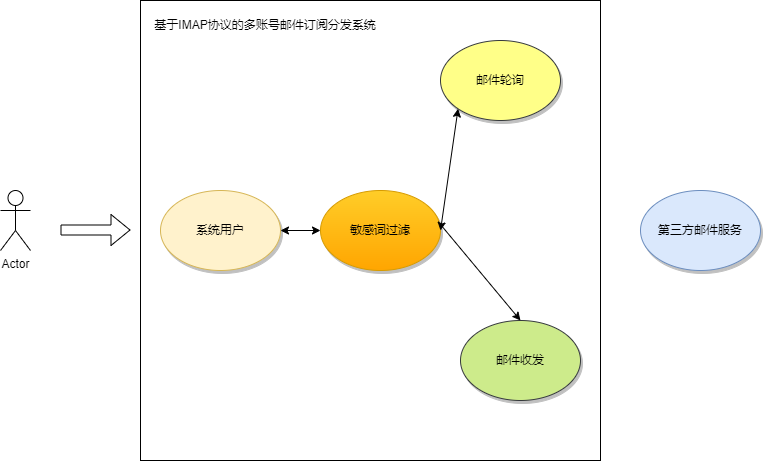 基于IMAP协议的多账号邮件订阅分发系统
邮件轮询
系统用户
敏感词过滤
第三方邮件服务
Actor
邮件收发